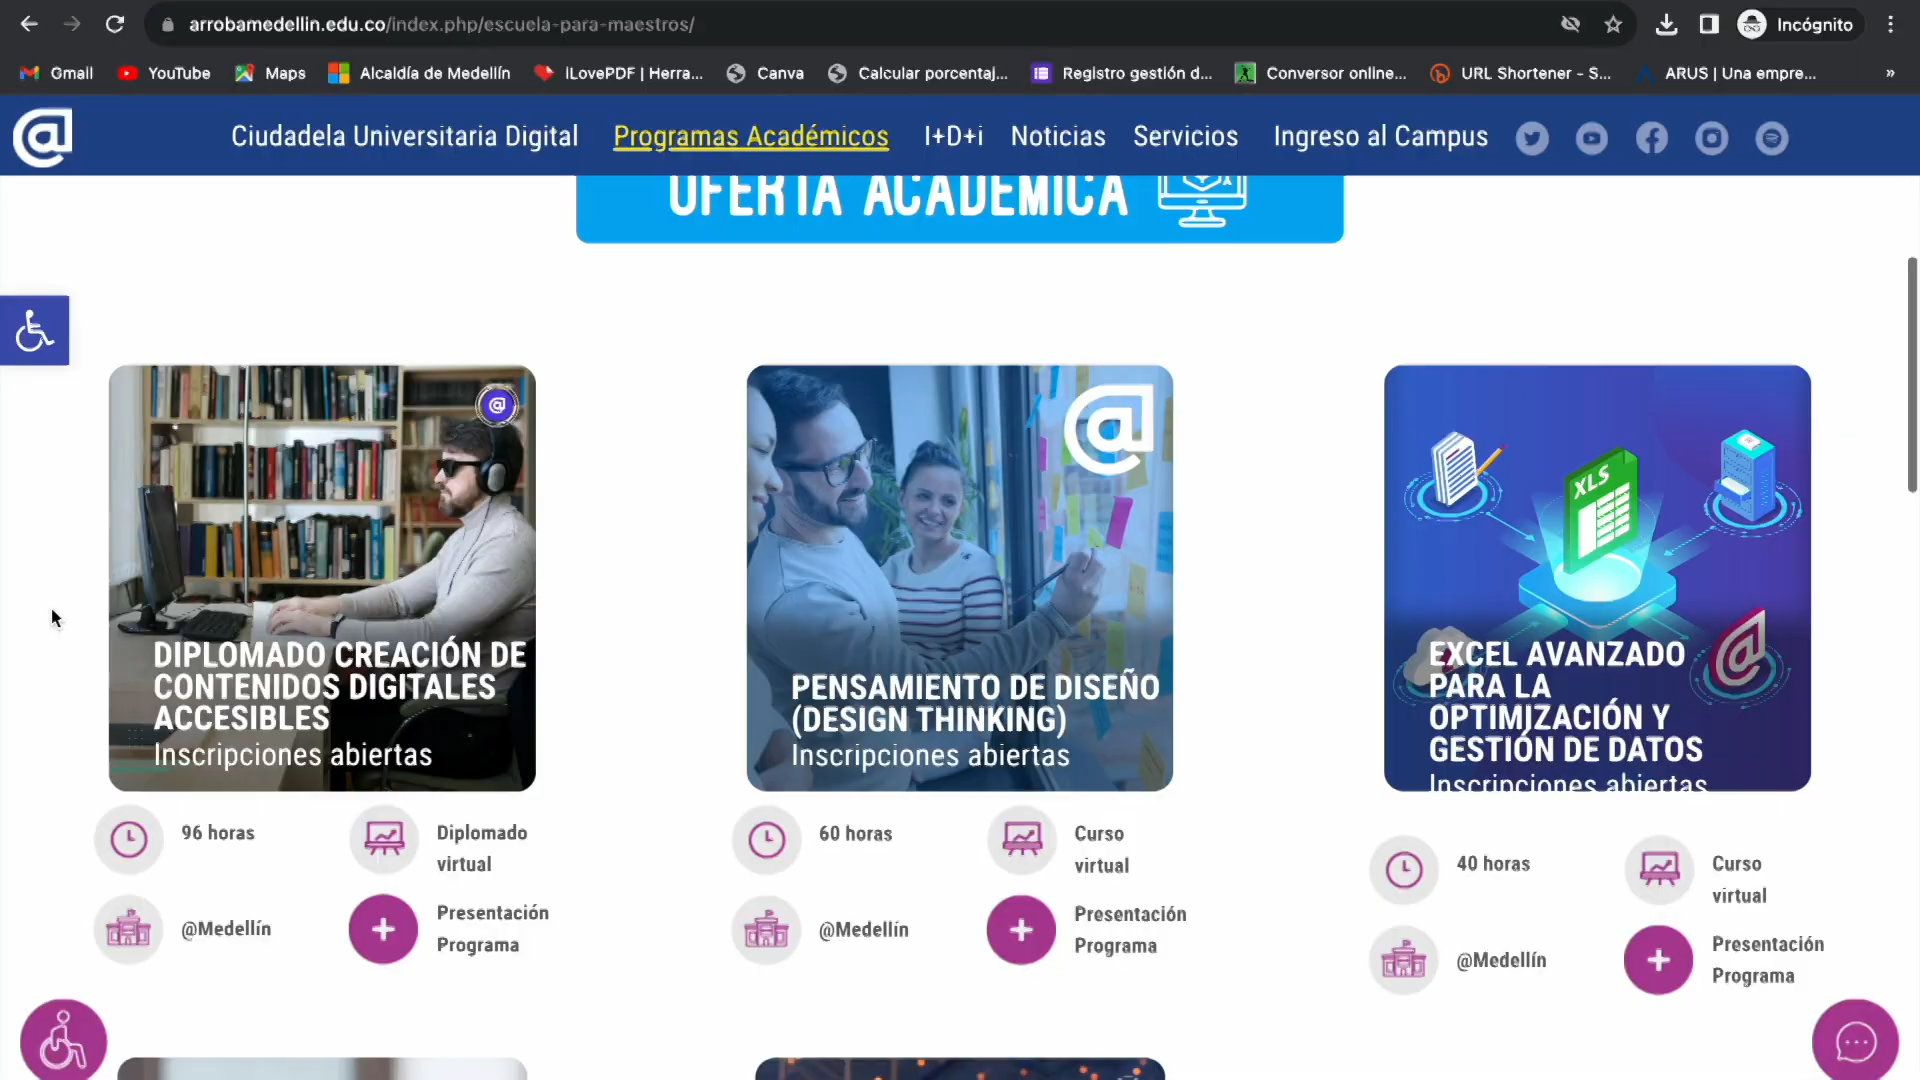 arrobamedellin.edu.co/index.php/escuela-para-maestros/
Incógnito
Gmail
YouTube
Maps
Alcaldía de Medellín
ILovePDF | Herra...
Canva
Calcular porcentaj...
Registro gestión d...
Conversor online...
URL Shortener - S...
ARUS | Una empre...
»
@
Ciudadela Universitaria Digital
Programas Académicos
I+D+i
Noticias
Servicios
Ingreso al Campus
OFERTA ACADÉMICA
@
@
XLS
@
DIPLOMADO CREACIÓN DE
CONTENIDOS DIGITALES
ACCESIBLES
Inscripciones abiertas
PENSAMIENTO DE DISEÑO
(DESIGN THINKING)
Inscripciones abiertas
EXCEL AVANZADO
PARA LA
OPTIMIZACIÓN Y
GESTIÓN DE DATOS
Inscripciones abiertas
96 horas
Diplomado
virtual
@Medellín
Presentación
Programa
60 horas
Curso
virtual
@Medellín
Presentación
Programa
40 horas
Curso
virtual
@Medellín
Presentación
Programa